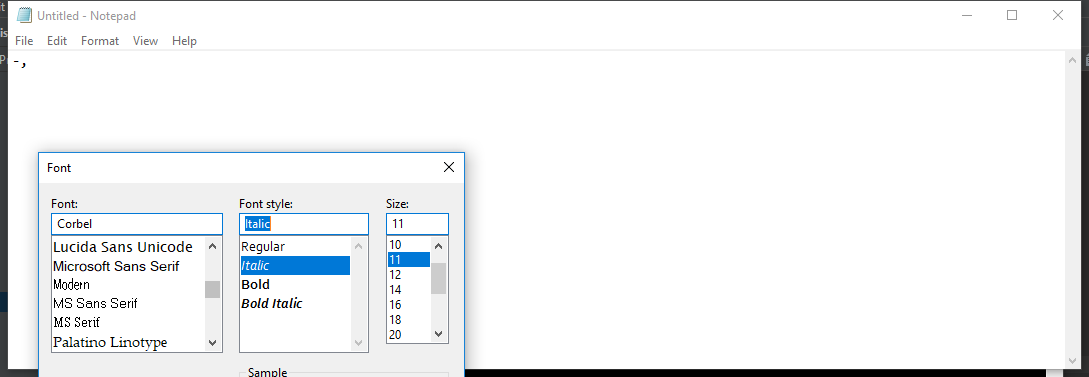 Untitled - Notepad
File Edit Format View Help
-,
Font
Font: Font style: Size:
Corbel Italic 11
Lucida Sans Unicode Regular 10
Microsoft Sans Serif Italic 11
Modern Bold 12
MS Sans Serif Bold Italic 14
MS Serif 16
Palatino Linotype 18
20
Sample